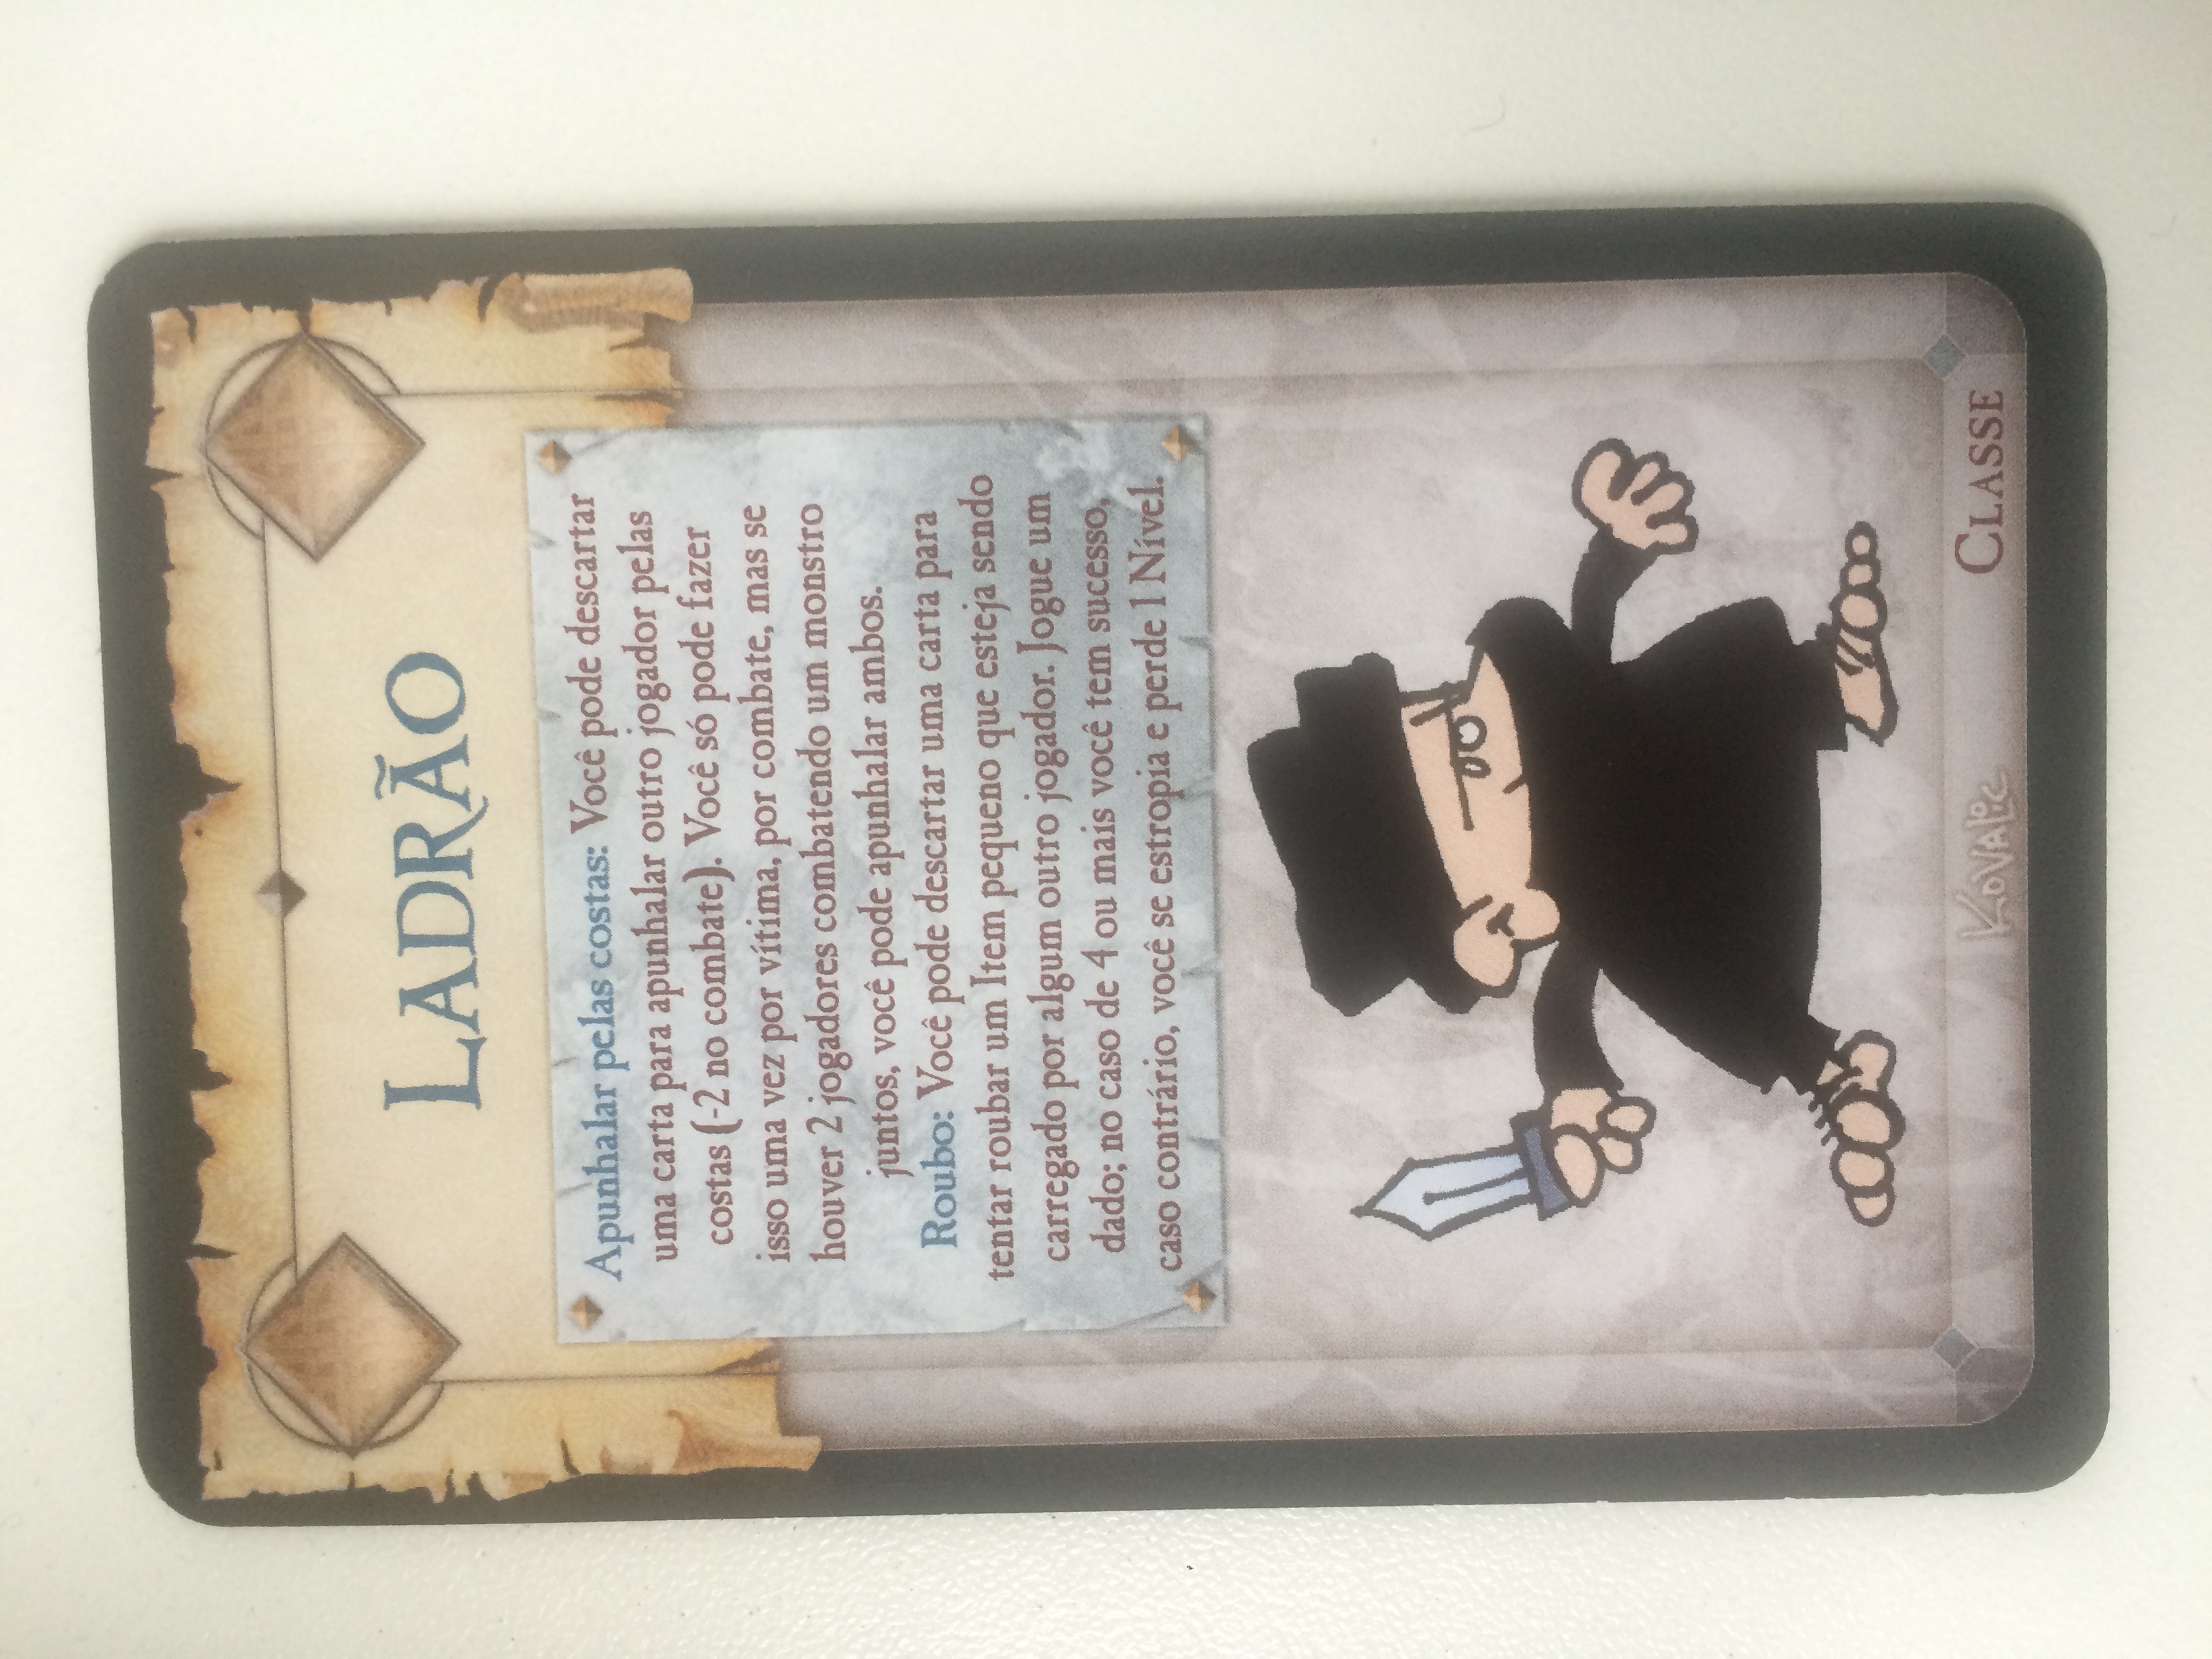 LADRÃO
Apunhalar pelas costas: Você pode descartar
uma carta para apunhalar outro jogador pelas
costas (-2 no combate). Você só pode fazer
isso uma vez por vítima, por combate, mas se
houver 2 jogadores combatendo um monstro
juntos, você pode apunhalar ambos.
Roubo: Você pode descartar uma carta para
tentar roubar um Item pequeno que esteja sendo
carregado por algum outro jogador. Jogue um
dado; no caso de 4 ou mais você tem sucesso,
caso contrário, você se estropia e perde 1 Nível.
KOVALIC
CLASSE